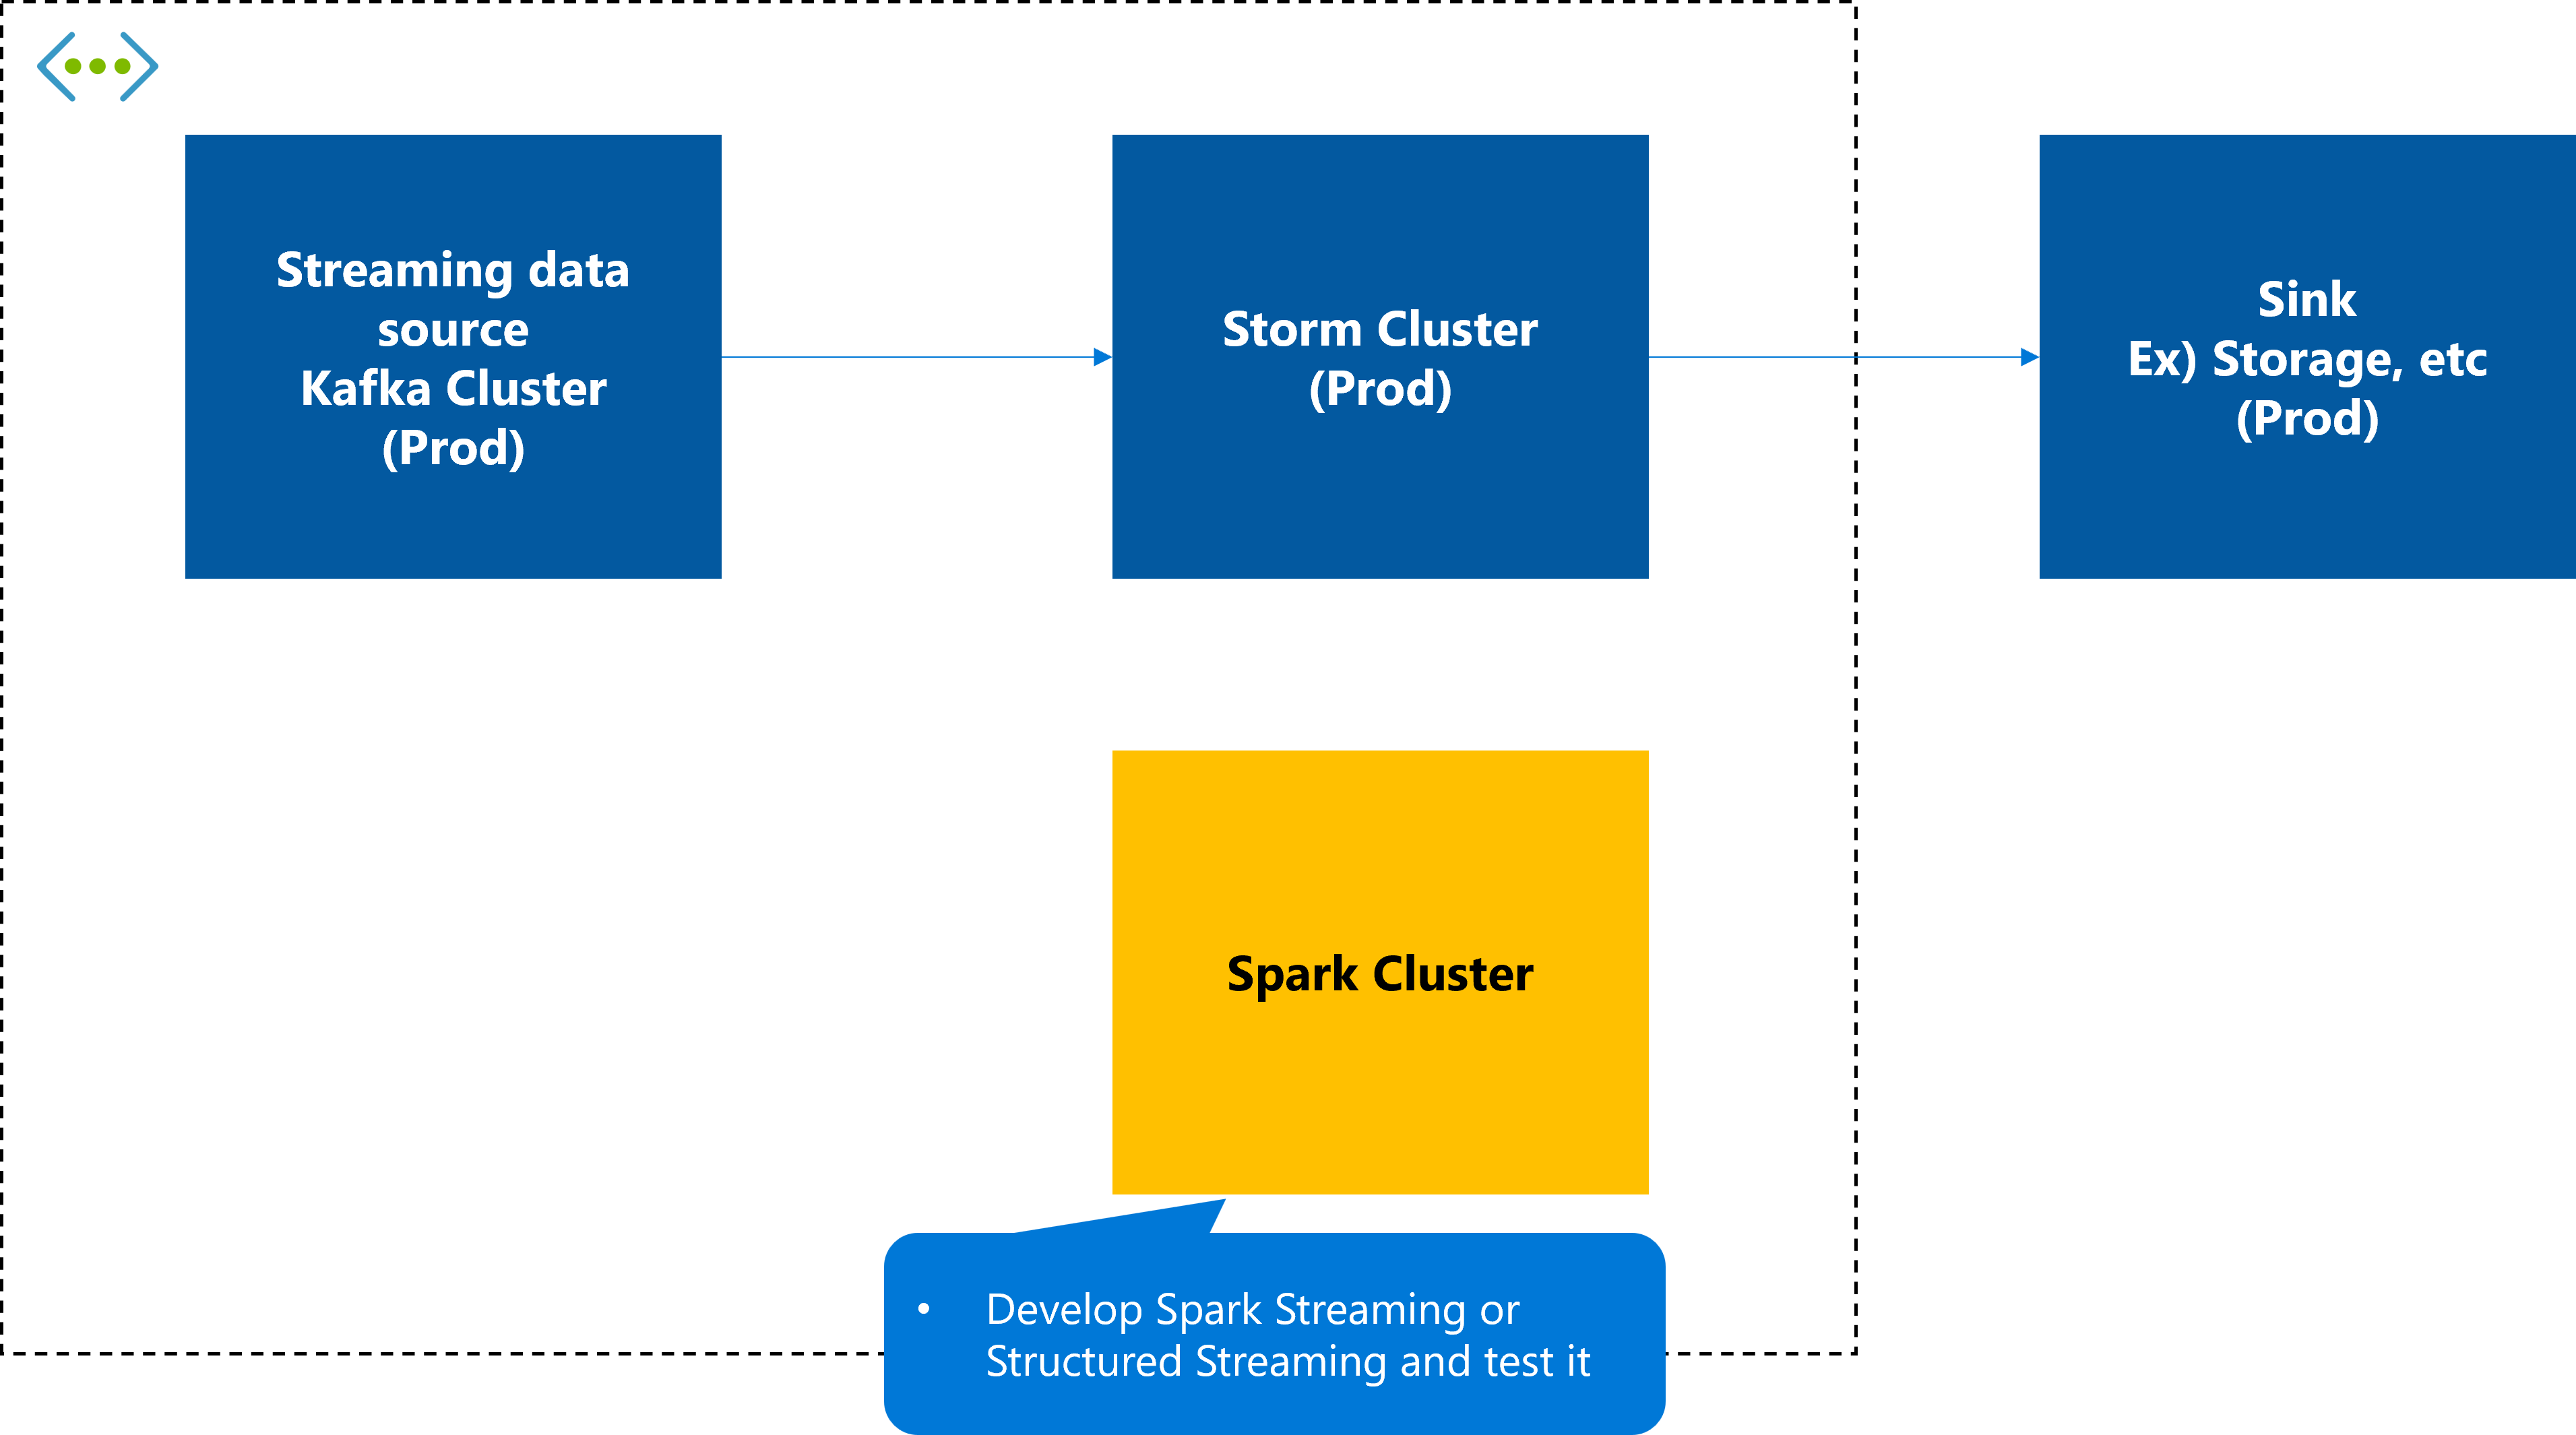 Streaming data
source
Kafka Cluster
(Prod)
Storm Cluster
(Prod)
Sink
Ex) Storage, etc
(Prod)
Spark Cluster
• Develop Spark Streaming or
Structured Streaming and test it